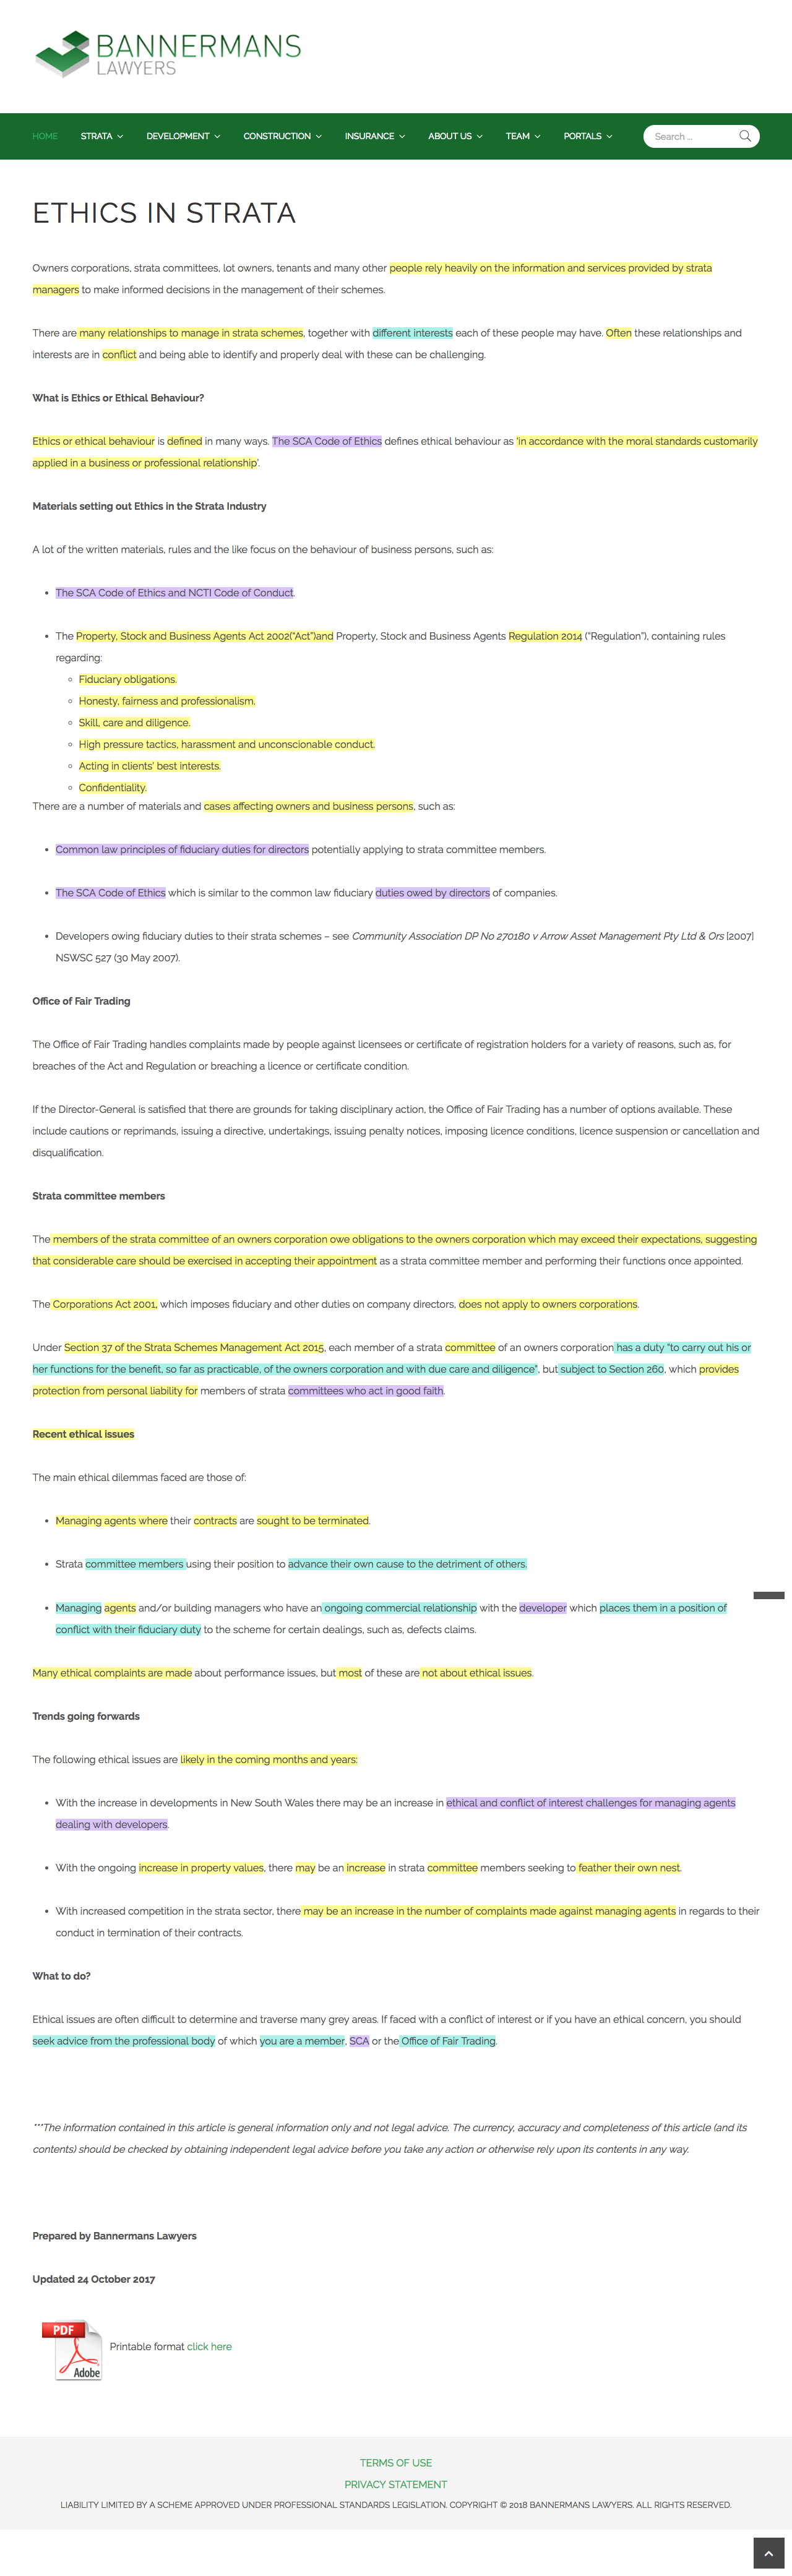 BANNERMANS
LAWYERS
HOME STRATA DEVELOPMENT CONSTRUCTION INSURANCE ABOUT US TEAM PORTALS Search ...
ETHICS IN STRATA
Owners corporations, strata committees, lot owners, tenants and many other people rely heavily on the information and services provided by strata
managers to make informed decisions in the management of their schemes.
There are many relationships to manage in strata schemes, together with different interests each of these people may have. Often these relationships and
interests are in conflict and being able to identify and properly deal with these can be challenging.
What is Ethics or Ethical Behaviour?
Ethics or ethical behaviour is defined in many ways. The SCA Code of Ethics defines ethical behaviour as 'in accordance with the moral standards customarily
applied in a business or professional relationship'.
Materials setting out Ethics in the Strata Industry
A lot of the written materials, rules and the like focus on the behaviour of business persons, such as:
• The SCA Code of Ethics and NCTI Code of Conduct.
• The Property, Stock and Business Agents Act 2002("Act")and Property, Stock and Business Agents Regulation 2014 ("Regulation"), containing rules
regarding:
◦ Fiduciary obligations.
◦ Honesty, fairness and professionalism.
◦ Skill, care and diligence.
◦ High pressure tactics, harassment and unconscionable conduct.
◦ Acting in clients' best interests.
◦ Confidentiality.
There are a number of materials and cases affecting owners and business persons, such as:
• Common law principles of fiduciary duties for directors potentially applying to strata committee members.
• The SCA Code of Ethics which is similar to the common law fiduciary duties owed by directors of companies.
• Developers owing fiduciary duties to their strata schemes – see Community Association DP No 270180 v Arrow Asset Management Pty Ltd & Ors [2007]
NSWSC 527 (30 May 2007).
Office of Fair Trading
The Office of Fair Trading handles complaints made by people against licensees or certificate of registration holders for a variety of reasons, such as, for
breaches of the Act and Regulation or breaching a licence or certificate condition.
If the Director-General is satisfied that there are grounds for taking disciplinary action, the Office of Fair Trading has a number of options available. These
include cautions or reprimands, issuing a directive, undertakings, issuing penalty notices, imposing licence conditions, licence suspension or cancellation and
disqualification.
Strata committee members
The members of the strata committee of an owners corporation owe obligations to the owners corporation which may exceed their expectations, suggesting
that considerable care should be exercised in accepting their appointment as a strata committee member and performing their functions once appointed.
The Corporations Act 2001, which imposes fiduciary and other duties on company directors, does not apply to owners corporations.
Under Section 37 of the Strata Schemes Management Act 2015, each member of a strata committee of an owners corporation has a duty "to carry out his or
her functions for the benefit, so far as practicable, of the owners corporation and with due care and diligence", but subject to Section 260, which provides
protection from personal liability for members of strata committees who act in good faith.
Recent ethical issues
The main ethical dilemmas faced are those of:
• Managing agents where their contracts are sought to be terminated.
• Strata committee members using their position to advance their own cause to the detriment of others.
• Managing agents and/or building managers who have an ongoing commercial relationship with the developer which places them in a position of
conflict with their fiduciary duty to the scheme for certain dealings, such as, defects claims.
Many ethical complaints are made about performance issues, but most of these are not about ethical issues.
Trends going forwards
The following ethical issues are likely in the coming months and years:
• With the increase in developments in New South Wales there may be an increase in ethical and conflict of interest challenges for managing agents
dealing with developers.
• With the ongoing increase in property values, there may be an increase in strata committee members seeking to feather their own nest.
• With increased competition in the strata sector, there may be an increase in the number of complaints made against managing agents in regards to their
conduct in termination of their contracts.
What to do?
Ethical issues are often difficult to determine and traverse many grey areas. If faced with a conflict of interest or if you have an ethical concern, you should
seek advice from the professional body of which you are a member, SCA or the Office of Fair Trading.
***The information contained in this article is general information only and not legal advice. The currency, accuracy and completeness of this article (and its
contents) should be checked by obtaining independent legal advice before you take any action or otherwise rely upon its contents in any way.
Prepared by Bannermans Lawyers
Updated 24 October 2017
PDF
Adobe
Printable format click here
TERMS OF USE
PRIVACY STATEMENT
LIABILITY LIMITED BY A SCHEME APPROVED UNDER PROFESSIONAL STANDARDS LEGISLATION. COPYRIGHT © 2018 BANNERMANS LAWYERS. ALL RIGHTS RESERVED.